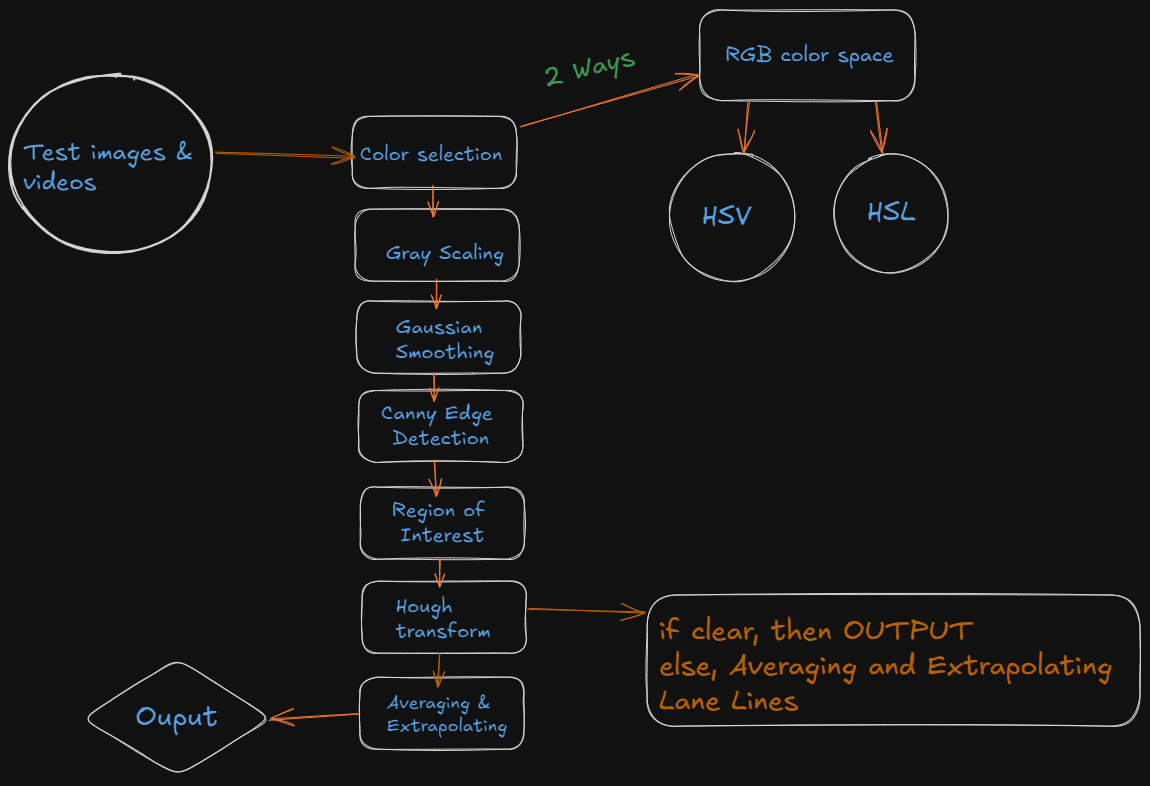 2 Ways
RGB color space
Test images &
videos
Color selection
HSV
HSL
Gray Scaling
Gaussian
Smoothing
Canny Edge
Detection
Region of
Interest
Hough
transform
if clear, then OUTPUT
else, Averaging and Extrapolating
Lane Lines
Averaging &
Extrapolating
Ouput